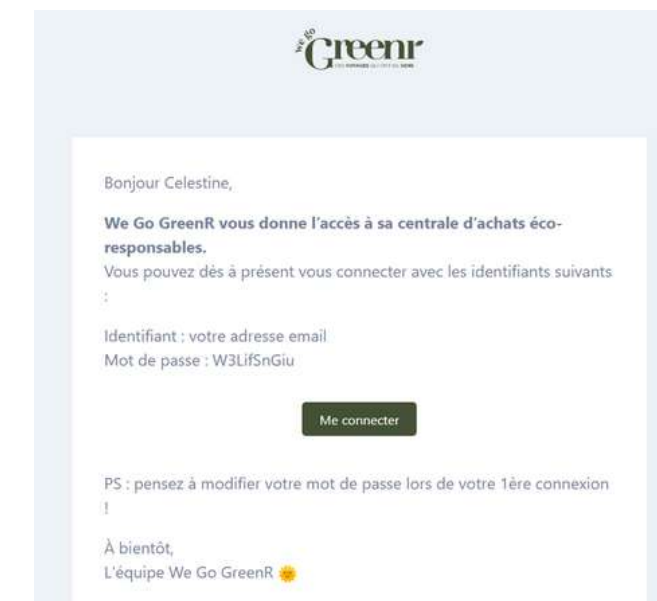 we go
Greenr
Bonjour Celestine,
We Go GreenR vous donne l'accès à sa centrale d'achats éco-
responsables.
Vous pouvez dès à présent vous connecter avec les identifiants suivants
:
Identifiant : votre adresse email
Mot de passe : W3LifSnGiu
Me connecter
PS : pensez à modifier votre mot de passe lors de votre 1ère connexion
!
À bientôt,
L'équipe We Go GreenR 🌞